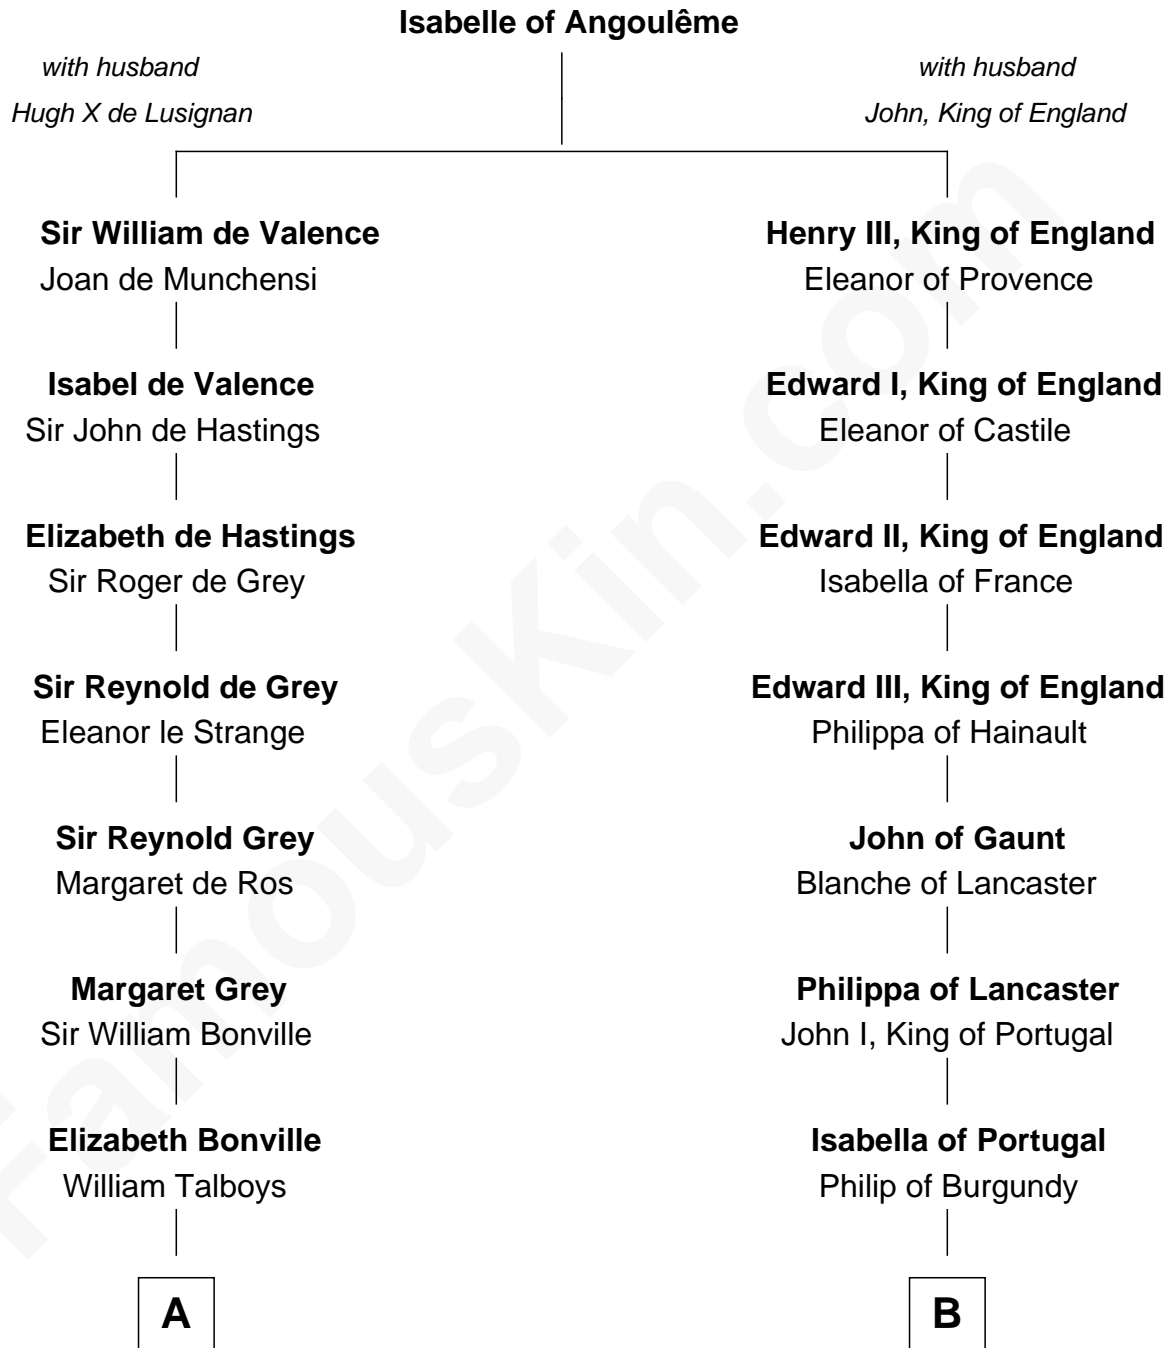 Isabelle of Angoulême
with husband
Hugh X de Lusignan
with husband
John, King of England
Sir William de Valence
Joan de Munchensi
Henry III, King of England
Eleanor of Provence
Isabel de Valence
Sir John de Hastings
Edward I, King of England
Eleanor of Castile
Elizabeth de Hastings
Sir Roger de Grey
Edward II, King of England
Isabella of France
Sir Reynold de Grey
Eleanor le Strange
Edward III, King of England
Philippa of Hainault
Sir Reynold Grey
Margaret de Ros
John of Gaunt
Blanche of Lancaster
Margaret Grey
Sir William Bonville
Philippa of Lancaster
John I, King of Portugal
Elizabeth Bonville
William Talboys
Isabella of Portugal
Philip of Burgundy
A
B
FamousKin.com